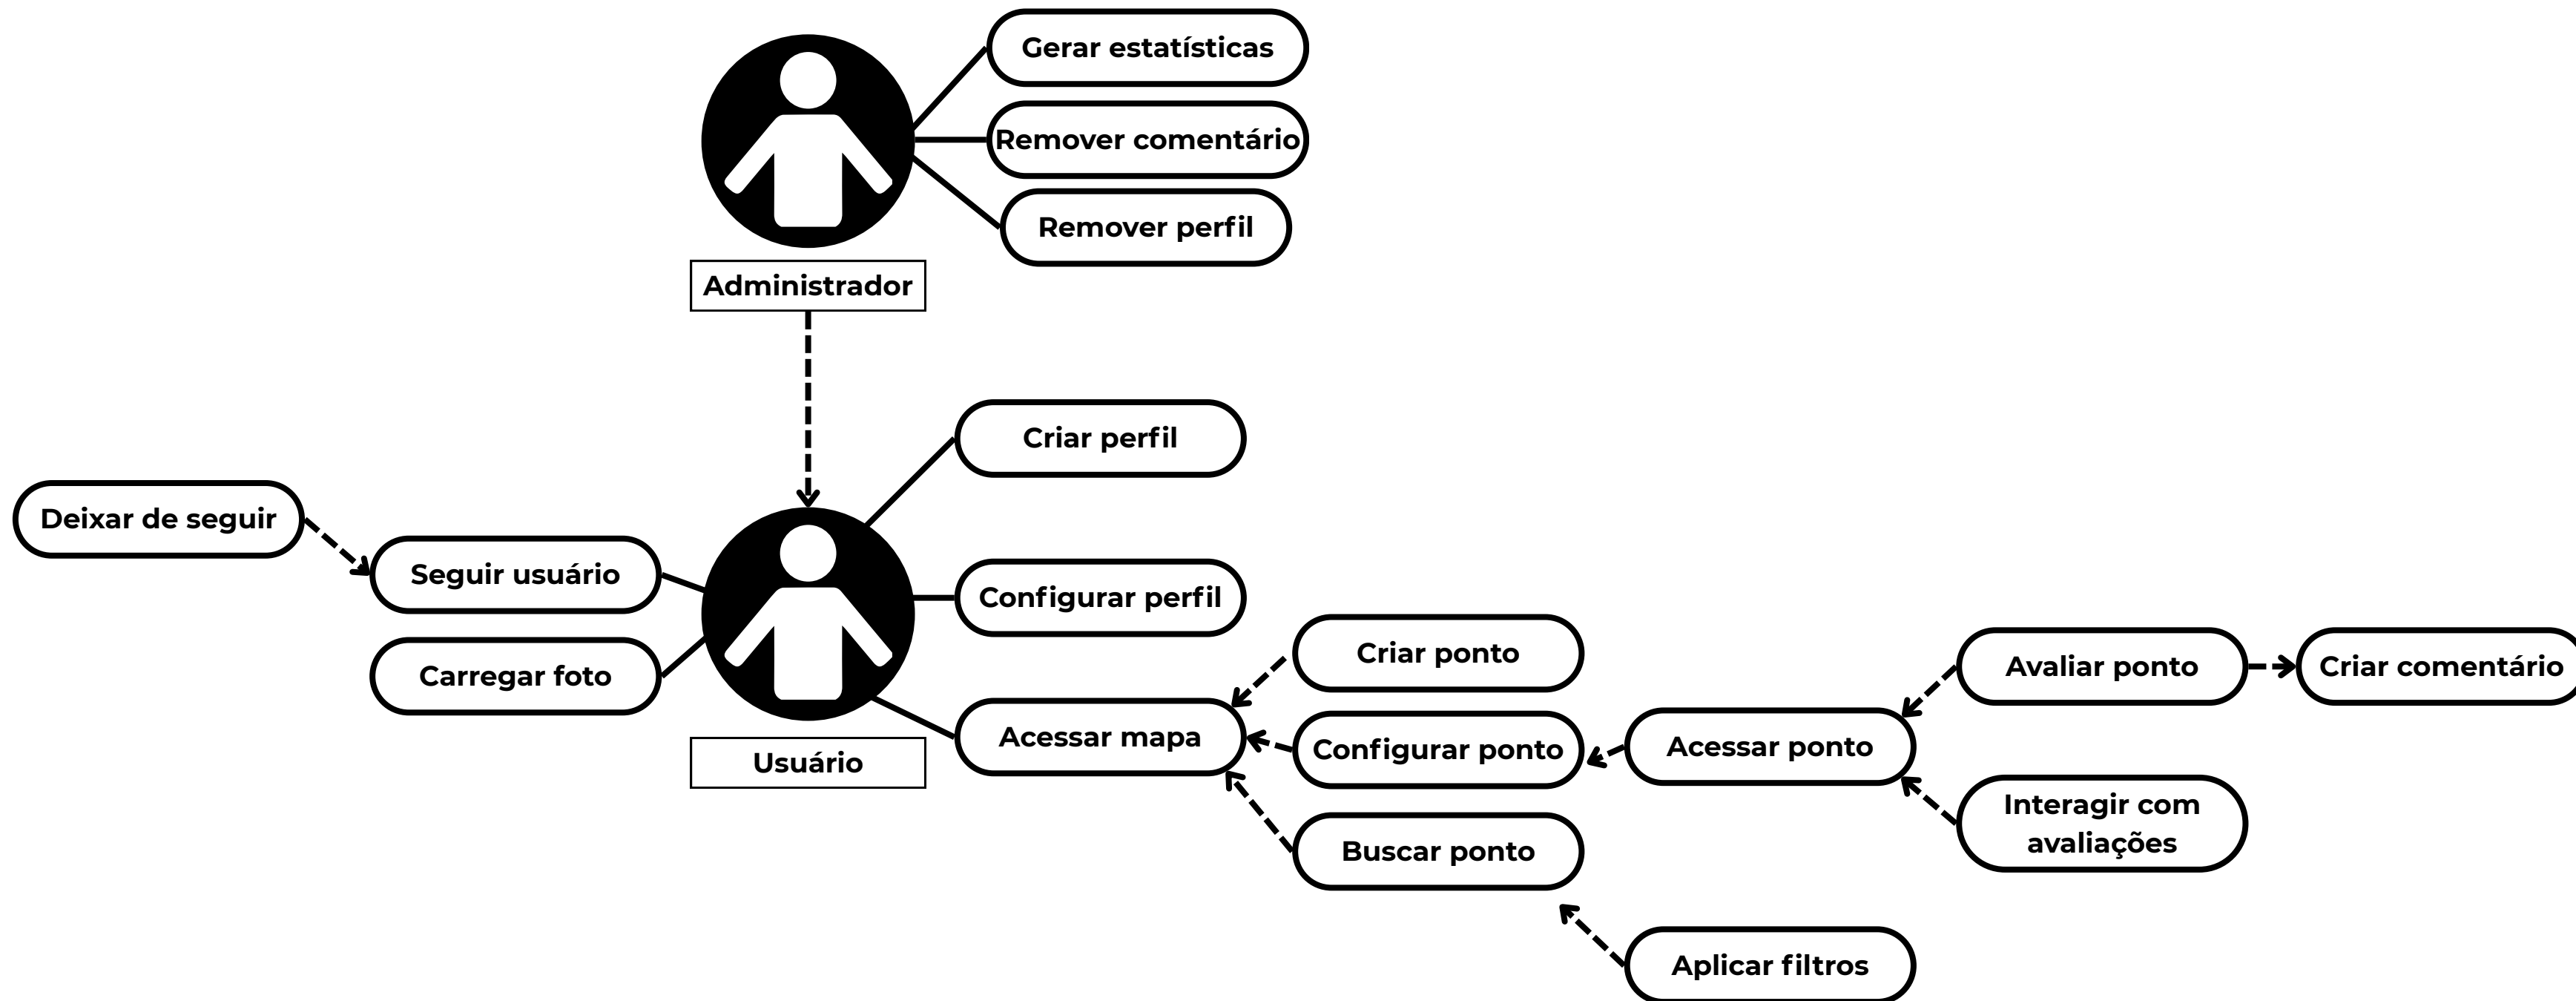 Gerar estatísticas
Remover comentário
Remover perfil
Administrador
Criar perfil
Deixar de seguir
Seguir usuário
Configurar perfil
Carregar foto
Usuário
Acessar mapa
Criar ponto
Configurar ponto
Buscar ponto
Acessar ponto
Avaliar ponto
Criar comentário
Interagir com
avaliações
Aplicar filtros